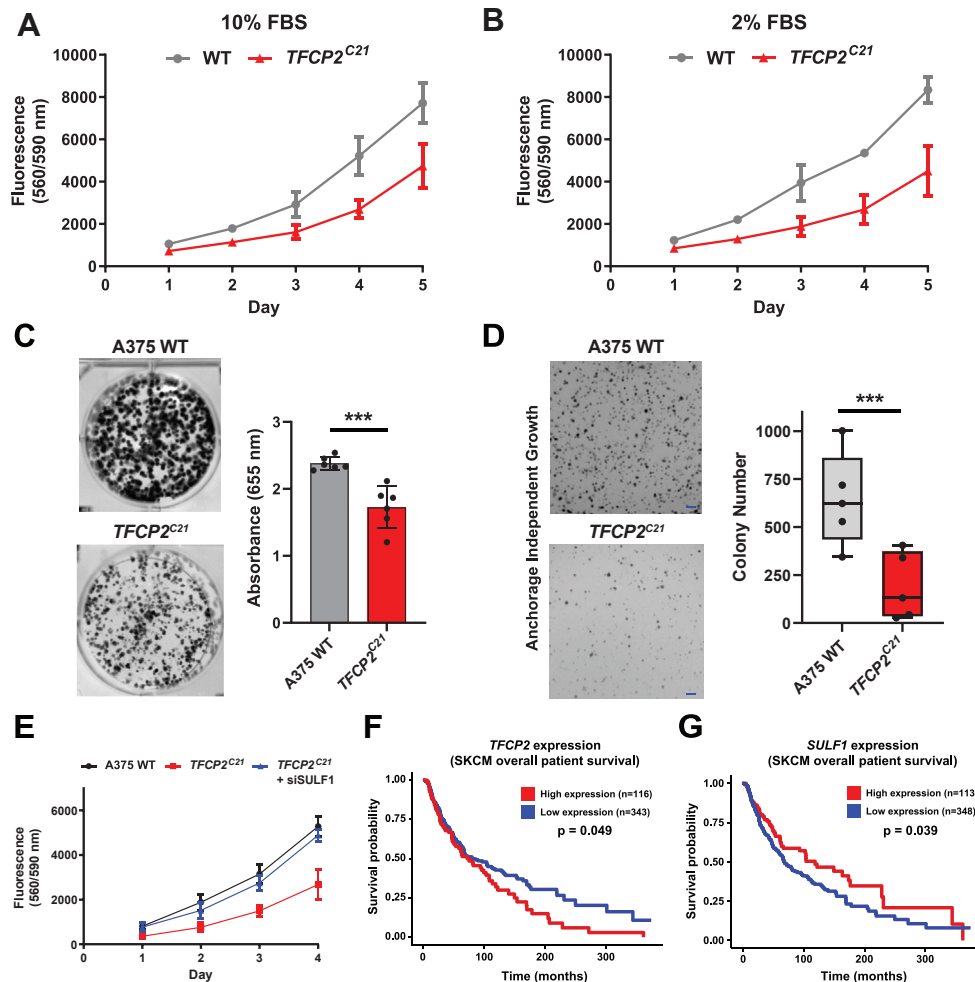 A
10% FBS
WT
TFCP2 C21
Fluorescence
(560/590 nm)
10000
8000
6000
4000
2000
0
0 1 2 3 4 5
Day
B
2% FBS
WT
TFCP2 C21
Fluorescence
(560/590 nm)
10000
8000
6000
4000
2000
0
0 1 2 3 4 5
Day
C
A375 WT
TFCP2C21
***
Absorbance (655 nm)
3
2
1
0
A375 WT
TFCP2C21
D
A375 WT
TFCP2C21
Anchorage Independent Growth
***
Colony Number
1000
750
500
250
0
A375 WT
TFCP2C21
E
A375 WT
TFCP2C21
TFCP2C21
+ siSULF1
Fluorescence
(560/590 nm)
6000
4000
2000
0
0 1 2 3 4
Day
F
TFCP2 expression
(SKCM overall patient survival)
High expression (n=116)
Low expression (n=343)
p = 0.049
Survival probability
1.00
0.75
0.50
0.25
0.00
0 100 200 300
Time (months)
G
SULF1 expression
(SKCM overall patient survival)
High expression (n=113
Low expression (n=348)
p = 0.039
Survival probability
1.00
0.75
0.50
0.25
0.00
0 100 200 300
Time (months)